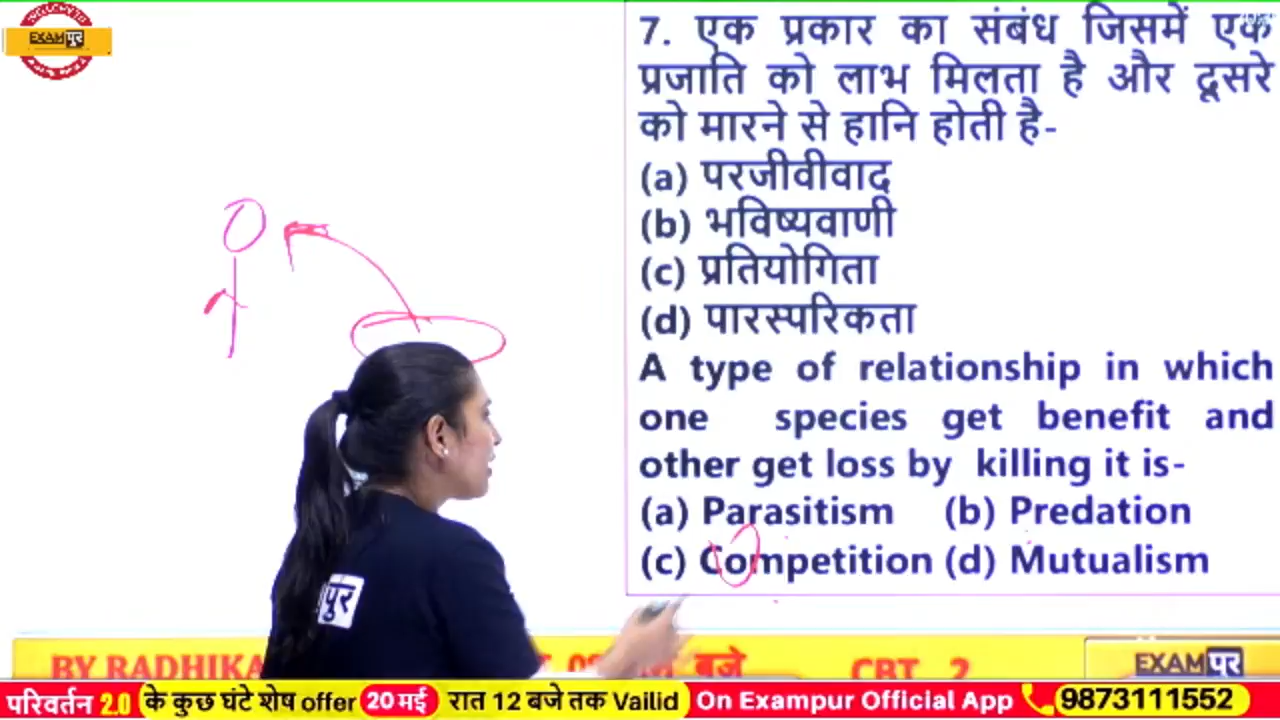 WELCOME TO
EXAMपुर
7. एक प्रकार का संबंध जिसमें एक
प्रजाति को लाभ मिलता है और दूसरे
को मारने से हानि होती है-
(a) परजीवीवाद
(b) भविष्यवाणी
(c) प्रतियोगिता
(d) पारस्परिकता
A type of relationship in which
one species get benefit and
other get loss by killing it is-
(a) Parasitism (b) Predation
(c) Competition (d) Mutualism
पुर
BY RADHIKA बजे CBT 2
EXAMपुर
परिवर्तन 2.0 के कुछ घंटे शेष offer 20 मई रात 12 बजे तक Vailid On Exampur Official App 9873111552